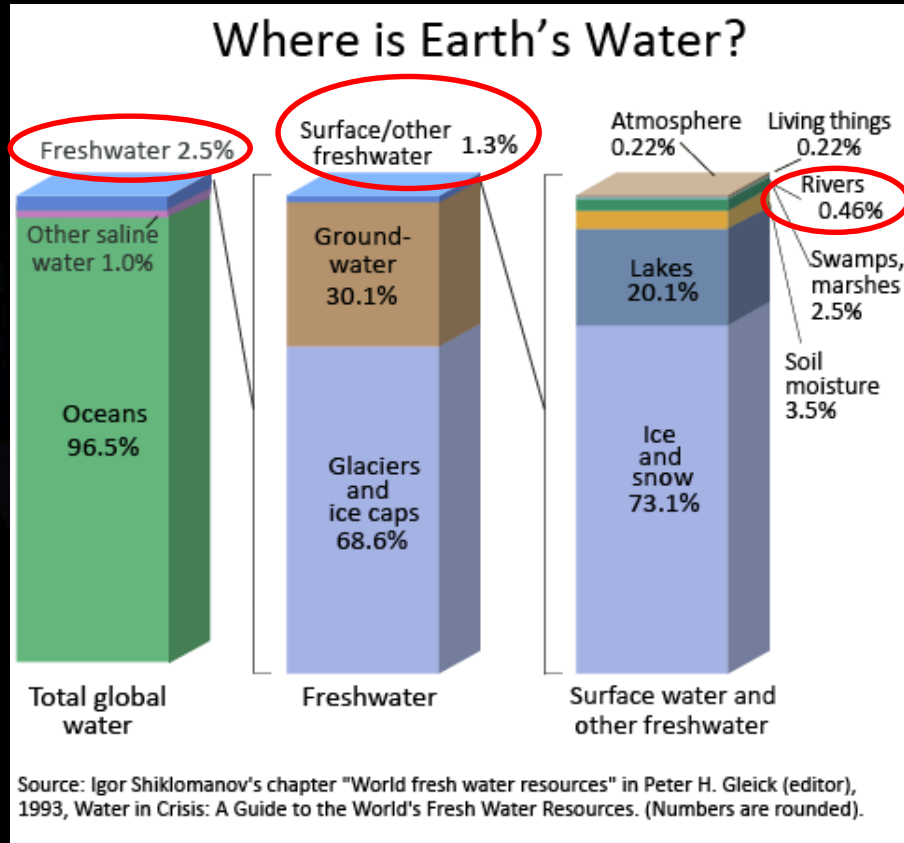 Where is Earth's Water?
Freshwater 2.5%
Other saline
water 1.0%
Oceans
96.5%
Total global
water
Surface/other
freshwater 1.3%
Ground-
water
30.1%
Glaciers
and
ice caps
68.6%
Freshwater
Atmosphere
0.22%
Living things
0.22%
Rivers
0.46%
Swamps,
marshes
2.5%
Soil
moisture
3.5%
Lakes
20.1%
Ice
and
snow
73.1%
Surface water and
other freshwater
Source: Igor Shiklomanov's chapter "World fresh water resources" in Peter H. Gleick (editor),
1993, Water in Crisis: A Guide to the World's Fresh Water Resources. (Numbers are rounded).